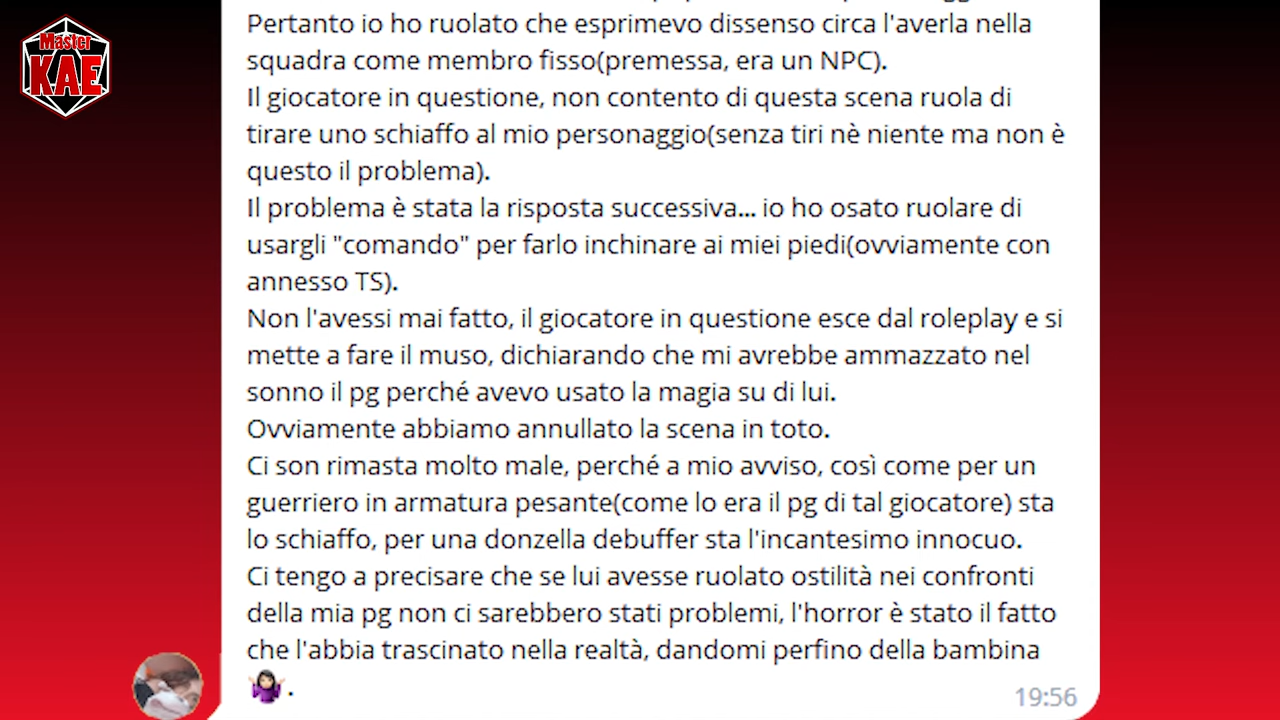 Master
KAE
Pertanto io ho ruolato che esprimevo dissenso circa l'averla nella
squadra come membro fisso(premessa, era un NPC).
Il giocatore in questione, non contento di questa scena ruola di
tirare uno schiaffo al mio personaggio(senza tiri nè niente ma non è
questo il problema).
Il problema è stata la risposta successiva... io ho osato ruolare di
usargli "comando" per farlo inchinare ai miei piedi(ovviamente con
annesso TS).
Non l'avessi mai fatto, il giocatore in questione esce dal roleplay e si
mette a fare il muso, dichiarando che mi avrebbe ammazzato nel
sonno il pg perché avevo usato la magia su di lui.
Ovviamente abbiamo annullato la scena in toto.
Ci son rimasta molto male, perché a mio avviso, così come per un
guerriero in armatura pesante(come lo era il pg di tal giocatore) sta
lo schiaffo, per una donzella debuffer sta l'incantesimo innocuo.
Ci tengo a precisare che se lui avesse ruolato ostilità nei confronti
della mia pg non ci sarebbero stati problemi, l'horror è stato il fatto
che l'abbia trascinato nella realtà, dandomi perfino della bambina
🤷🏻‍♀️.
19:56